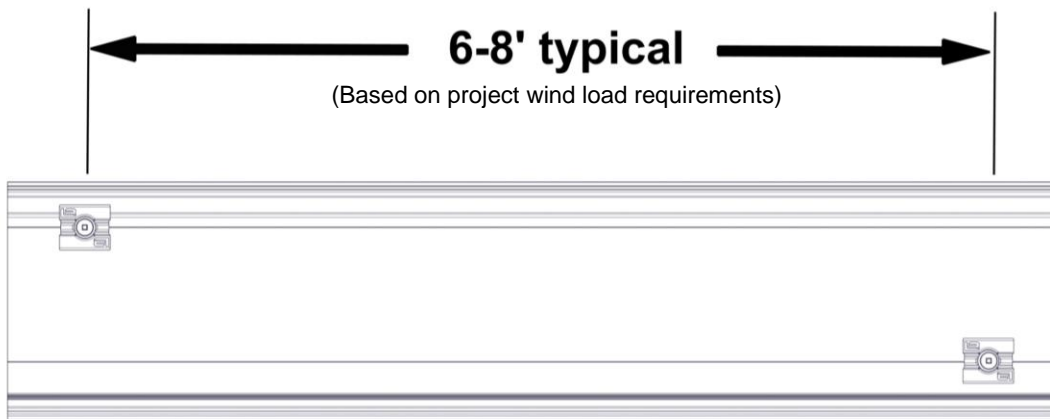 6-8' typical
(Based on project wind load requirements)